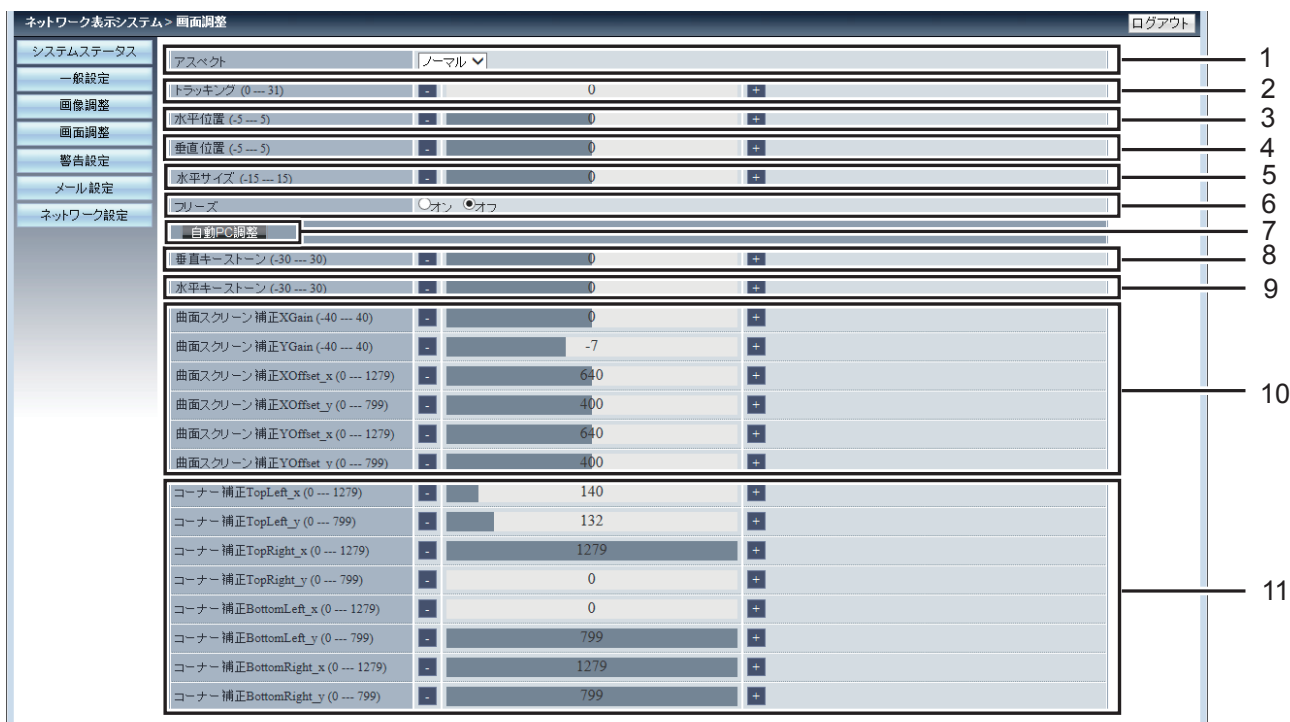 ネットワーク表示システム> 画面調整
ログアウト
システムステータス
一般設定
画像調整
画面調整
警告設定
メール設定
ネットワーク設定
アスペクト ノーマル 1
トラッキング (0 --- 31) - 0 + 2
水平位置 (-5 --- 5) - 0 + 3
垂直位置 (-5 --- 5) - 0 + 4
水平サイズ (-15 --- 15) - 0 + 5
フリーズ オン オフ 6
自動PC調整 7
垂直キーストーン (-30 --- 30) - 0 + 8
水平キーストーン (-30 --- 30) - 0 + 9
曲面スクリーン補正XGain (-40 --- 40) - 0 +
曲面スクリーン補正YGain (-40 --- 40) - -7 +
曲面スクリーン補正XOffset_x (0 --- 1279) - 640 +
曲面スクリーン補正XOffset_y (0 --- 799) - 400 +
10
曲面スクリーン補正YOffset_x (0 --- 1279) - 640 +
曲面スクリーン補正YOffset_y (0 --- 799) - 400 +
コーナー補正TopLeft_x (0 --- 1279) - 140 +
コーナー補正TopLeft_y (0 --- 799) - 132 +
コーナー補正TopRight_x (0 --- 1279) - 1279 +
コーナー補正TopRight_y (0 --- 799) - 0 +
11
コーナー補正BottomLeft_x (0 --- 1279) - 0 +
コーナー補正BottomLeft_y (0 --- 799) - 799 +
コーナー補正BottomRight_x (0 --- 1279) - 1279 +
コーナー補正BottomRight_y (0 --- 799) - 799 +